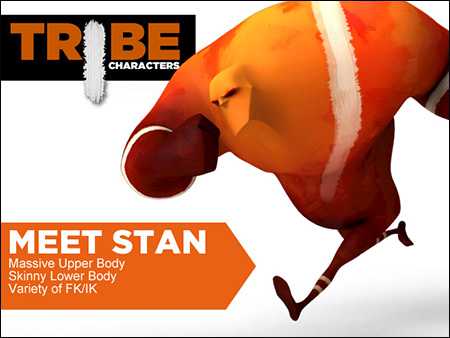 TRIBE
CHARACTERS
MEET STAN
Massive Upper Body
Skinny Lower Body
Variety of FK/IK